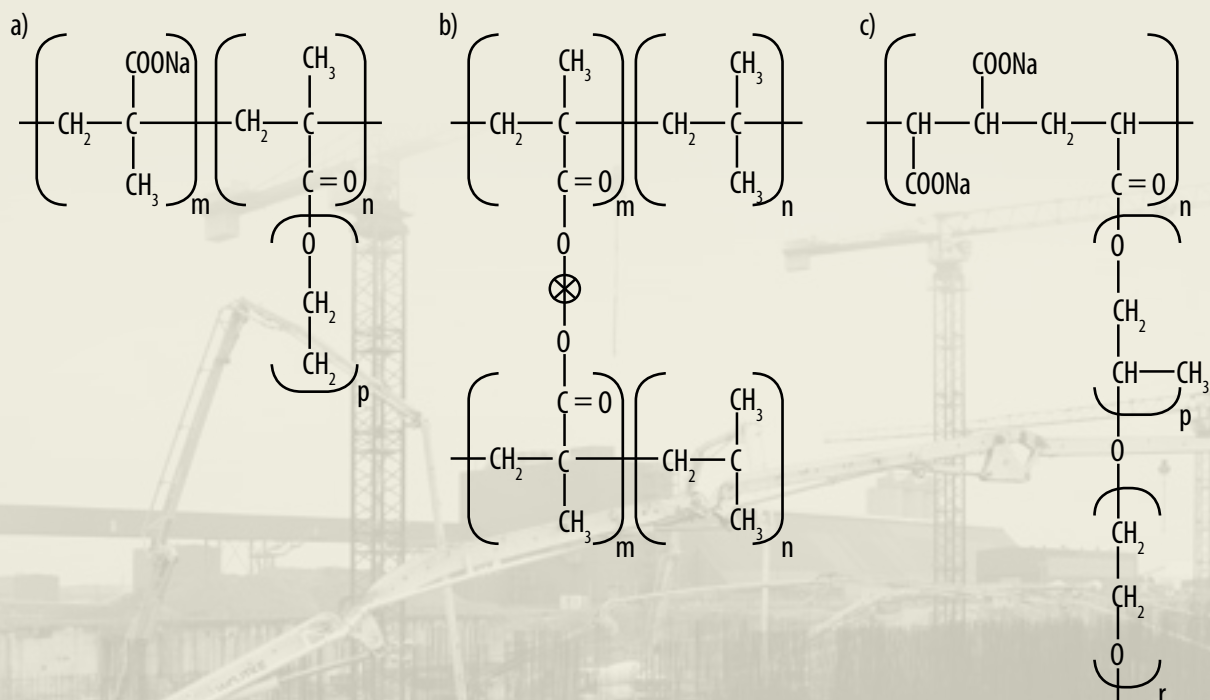 a)
COONa
CH3
CH2 C CH2 C
CH3 m
C=O n
O
CH2
CH2
p
b)
CH3 CH3
CH2 C CH2 C
C=O m
CH3 n
O
O
C=O CH3
CH2 C CH2 C
CH3 m
CH3 n
c)
COONa
CH CH CH2 CH
COONa
C=O n
O
CH2
CH CH3
p
O
CH2
CH2
O
r